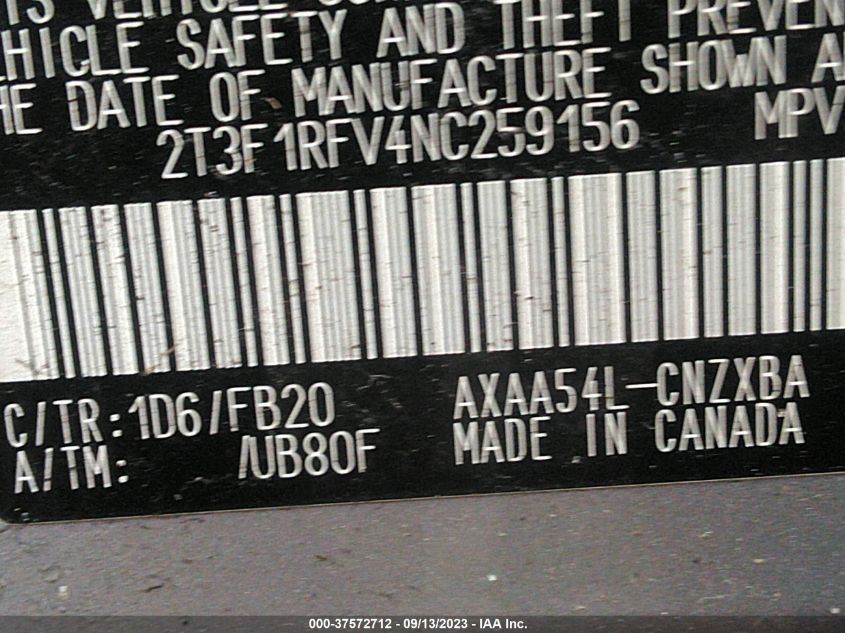 VEHICLE SAFETY AND THEFT PREVEN
THE DATE OF MANUFACTURE SHOWN A
2T3F1RFV4NC259156 MPV
C/TR:1D6/FB20 AXAA54L-CNZXBA
A/TM: /UB80F MADE IN CANADA
000-37572712 - 09/13/2023 - IAA Inc.